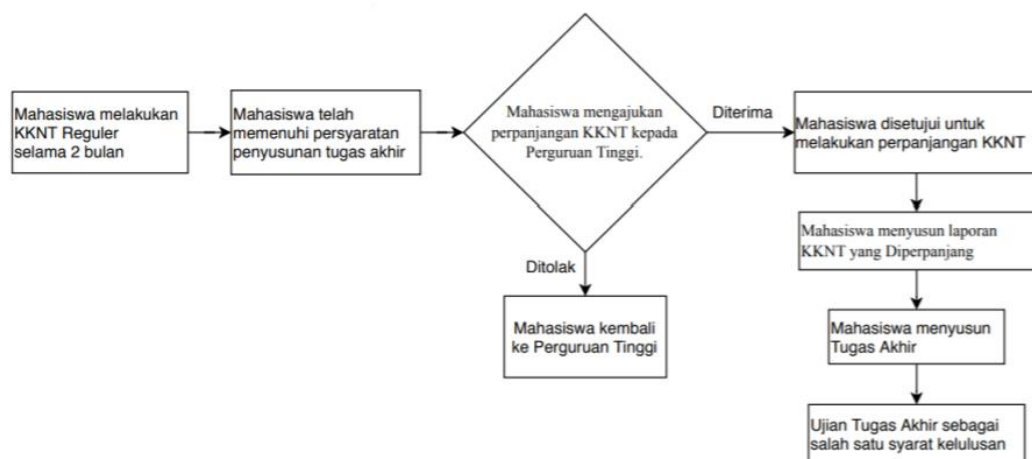 Mahasiswa melakukan
KKNT Reguler
selama 2 bulan
Mahasiswa telah
memenuhi persyaratan
penyusunan tugas akhir
Mahasiswa mengajukan
perpanjangan KKNT kepada
Perguruan Tinggi.
Diterima
Mahasiswa disetujui untuk
melakukan perpanjangan KKNT
Mahasiswa menyusun laporan
KKNT yang Diperpanjang
Ditolak
Mahasiswa kembali
ke Perguruan Tinggi
Mahasiswa menyusun
Tugas Akhir
Ujian Tugas Akhir sebagai
salah satu syarat kelulusan